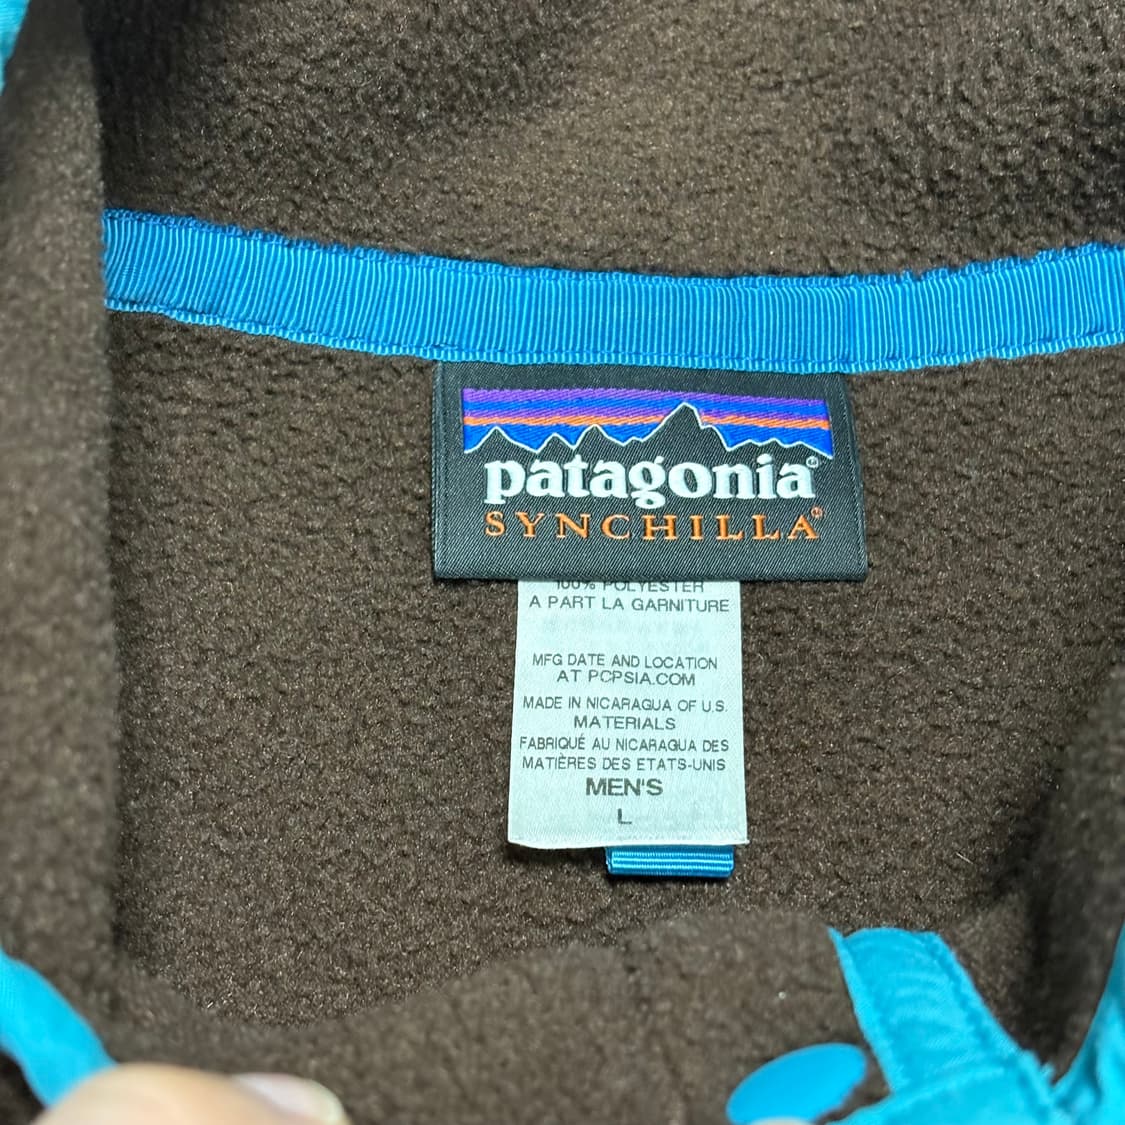 patagonia®
SYNCHILLA®
100% POLYESTER
A PART LA GARNITURE
MFG DATE AND LOCATION
AT PCPSIA.COM
MADE IN NICARAGUA OF U.S.
MATERIALS
FABRIQUÉ AU NICARAGUA DES
MATIÈRES DES ETATS-UNIS
MEN'S
L